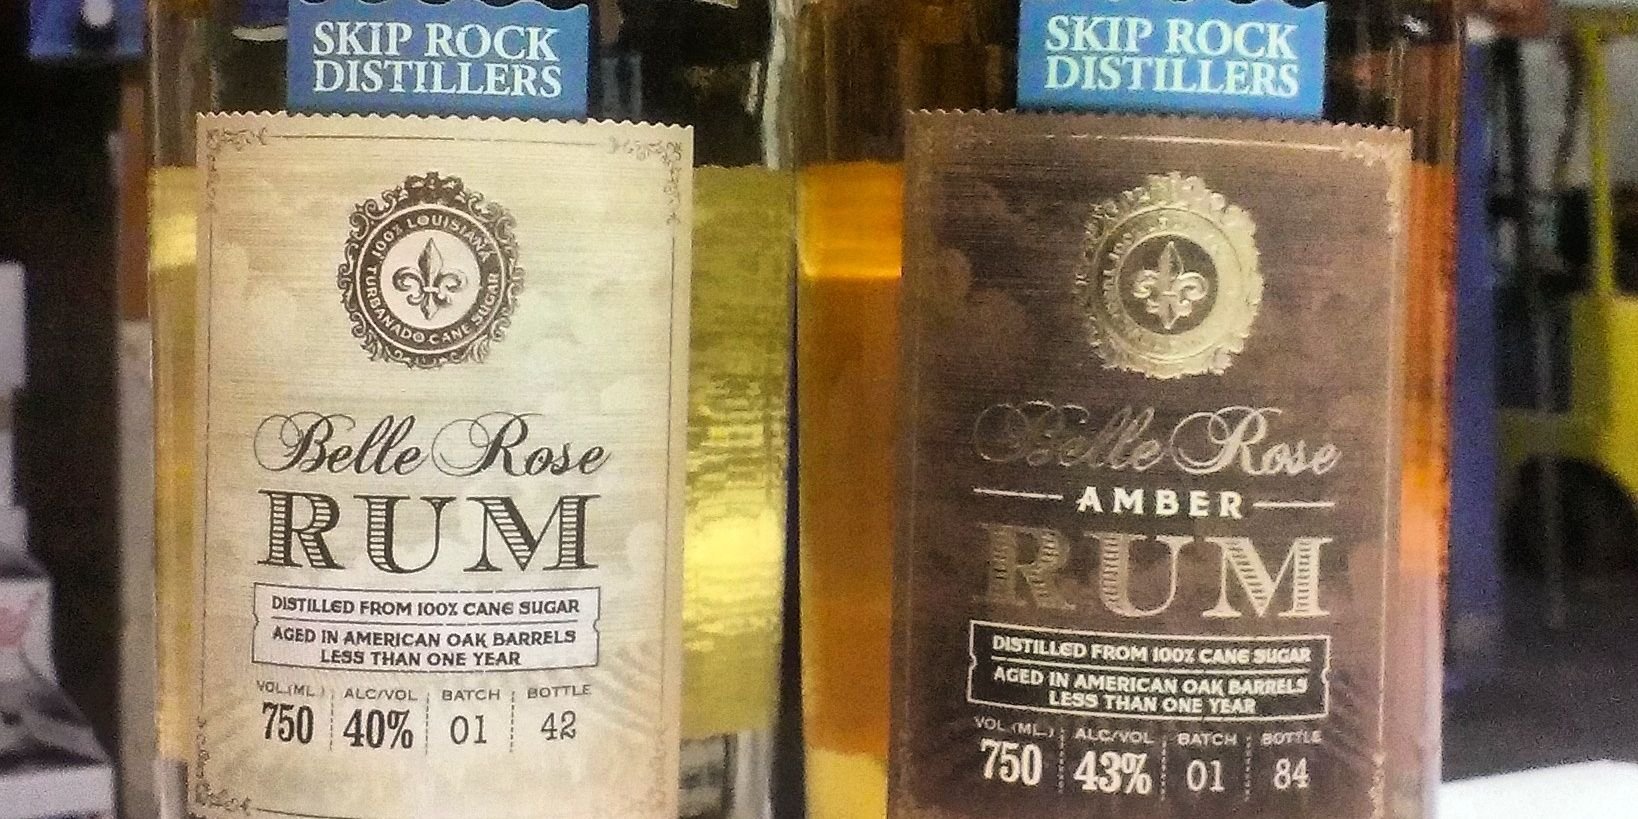 SKIP ROCK
DISTILLERS
100% LOUISIANA
TURBANADO CANE SUGAR
Belle Rose
RUM
DISTILLED FROM 100% CANE SUGAR
AGED IN AMERICAN OAK BARRELS
LESS THAN ONE YEAR
VOL.(ML.) ALC/VOL BATCH BOTTLE
750 40% 01 42
SKIP ROCK
DISTILLERS
Belle Rose
AMBER
RUM
DISTILLED FROM 100% CANE SUGAR
AGED IN AMERICAN OAK BARRELS
LESS THAN ONE YEAR
VOL.(ML.) ALC/VOL BATCH BOTTLE
750 43% 01 84